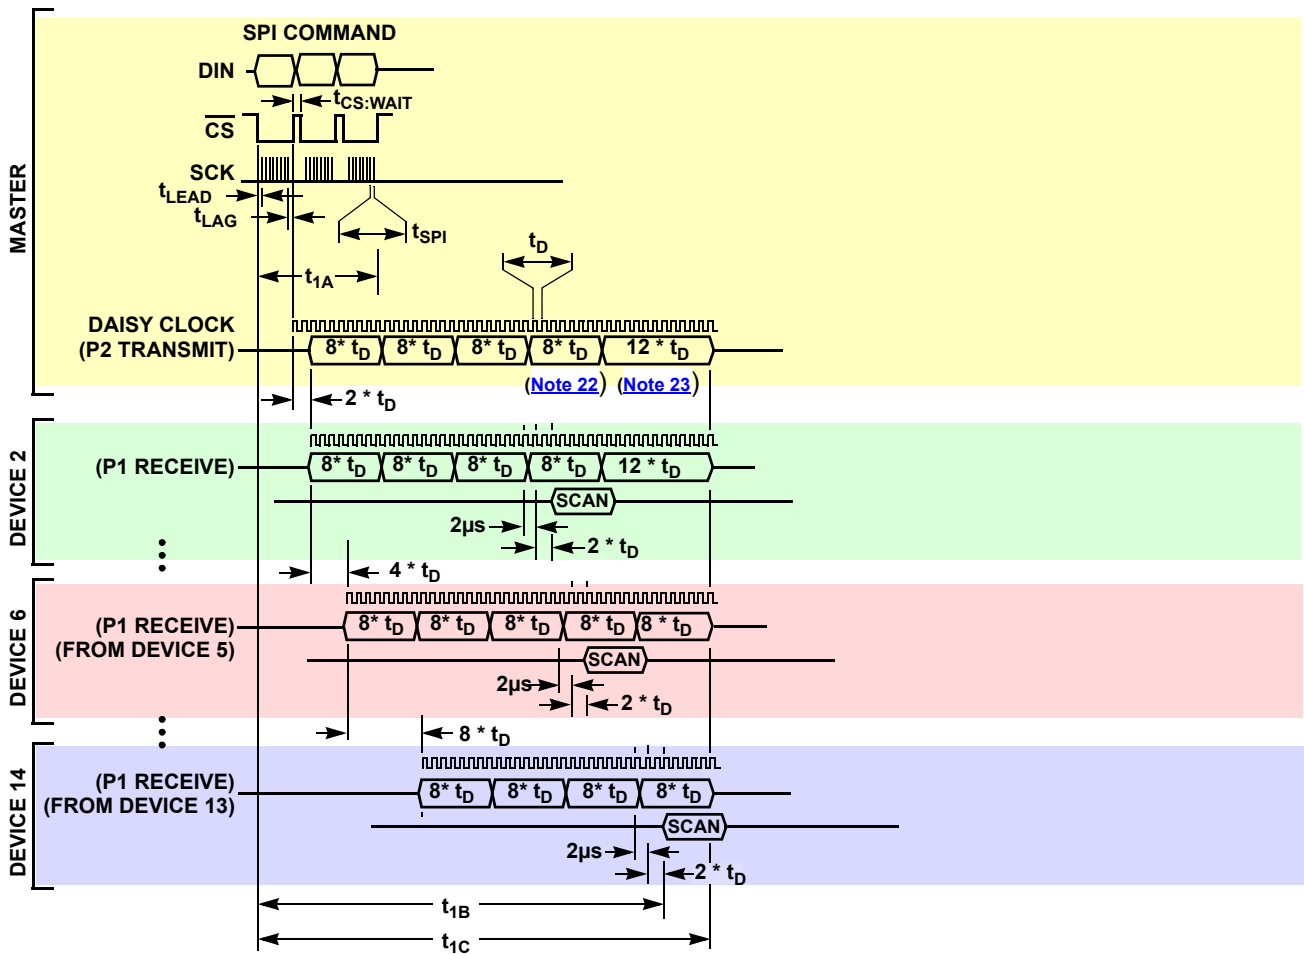 MASTER
SPI COMMAND
DIN
tCS:WAIT
CS
SCK
tLEAD
tLAG
tSPI
tD
t1A
DAISY CLOCK
(P2 TRANSMIT)
8* tD 8* tD 8* tD 8* tD 12 * tD
(Note 22) (Note 23)
2 * tD
DEVICE 2
(P1 RECEIVE)
8* tD 8* tD 8* tD 8* tD 12 * tD
SCAN
2µs
2 * tD
4 * tD
DEVICE 6
(P1 RECEIVE)
(FROM DEVICE 5)
8* tD 8* tD 8* tD 8* tD 8 * tD
SCAN
2µs
2 * tD
8 * tD
DEVICE 14
(P1 RECEIVE)
(FROM DEVICE 13)
8* tD 8* tD 8* tD 8* tD
SCAN
2µs
2 * tD
t1B
t1C